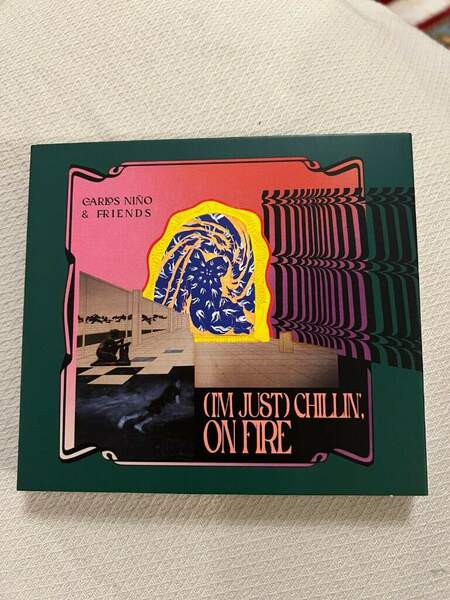 CARLOS NIÑO
& FRIENDS
(I'M JUST) CHILLIN',
ON FIRE